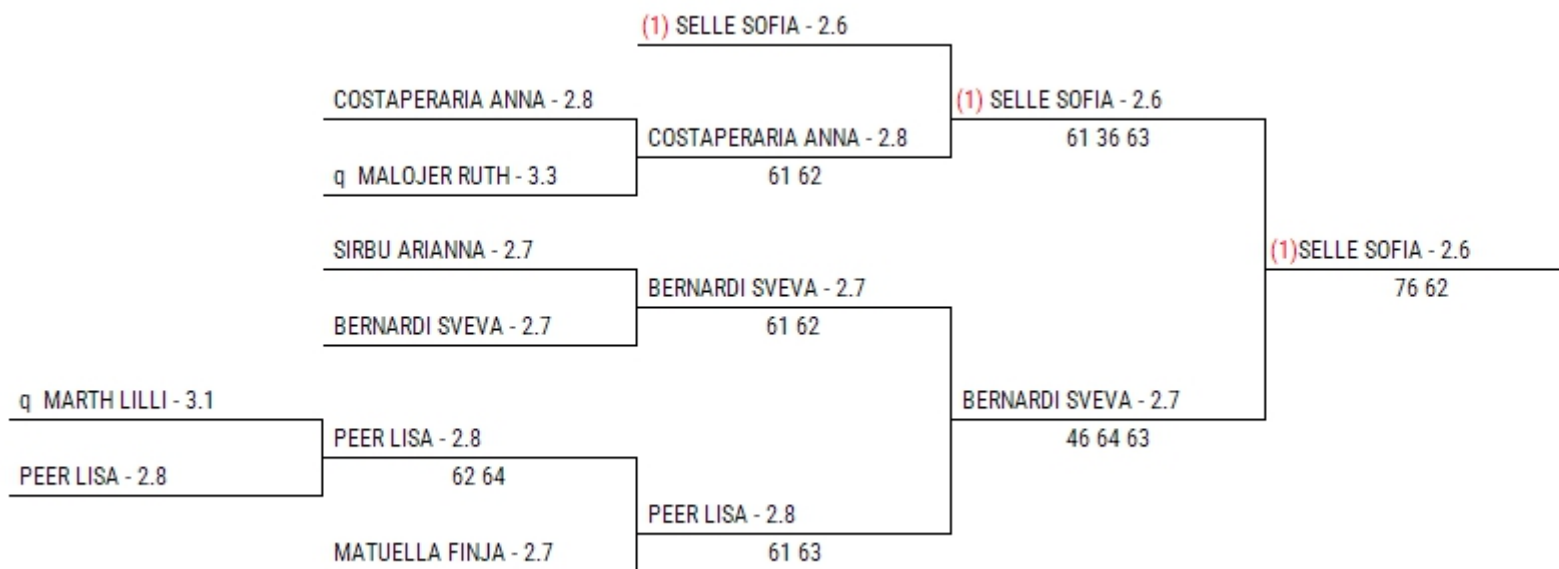 (1) SELLE SOFIA - 2.6
COSTAPERARIA ANNA - 2.8
(1) SELLE SOFIA - 2.6
COSTAPERARIA ANNA - 2.8
61 36 63
q MALOJER RUTH - 3.3
61 62
SIRBU ARIANNA - 2.7
(1)SELLE SOFIA - 2.6
BERNARDI SVEVA - 2.7
76 62
BERNARDI SVEVA - 2.7
61 62
q MARTH LILLI - 3.1
BERNARDI SVEVA - 2.7
PEER LISA - 2.8
46 64 63
PEER LISA - 2.8
62 64
PEER LISA - 2.8
MATUELLA FINJA - 2.7
61 63